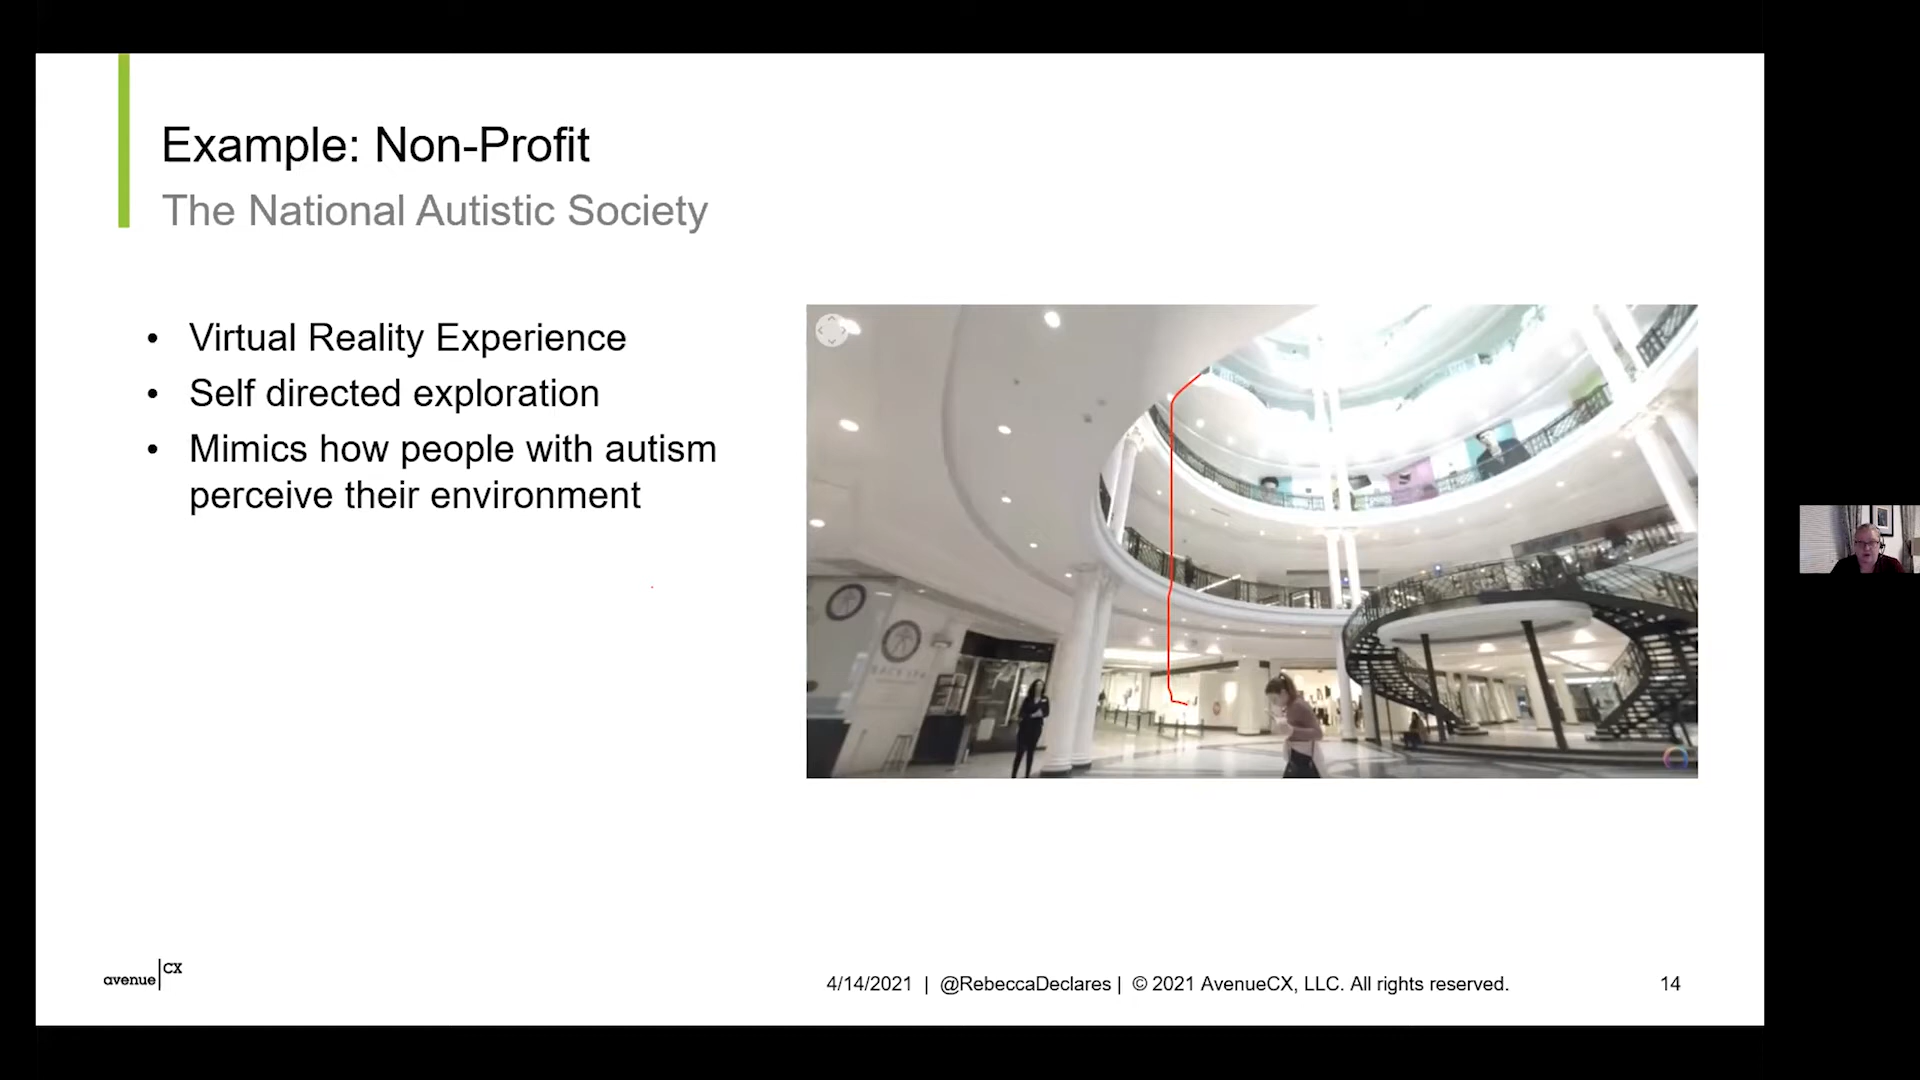 Example: Non-Profit
The National Autistic Society
• Virtual Reality Experience
• Self directed exploration
• Mimics how people with autism
perceive their environment
avenue CX
4/14/2021 | @RebeccaDeclares | © 2021 AvenueCX, LLC. All rights reserved.
14